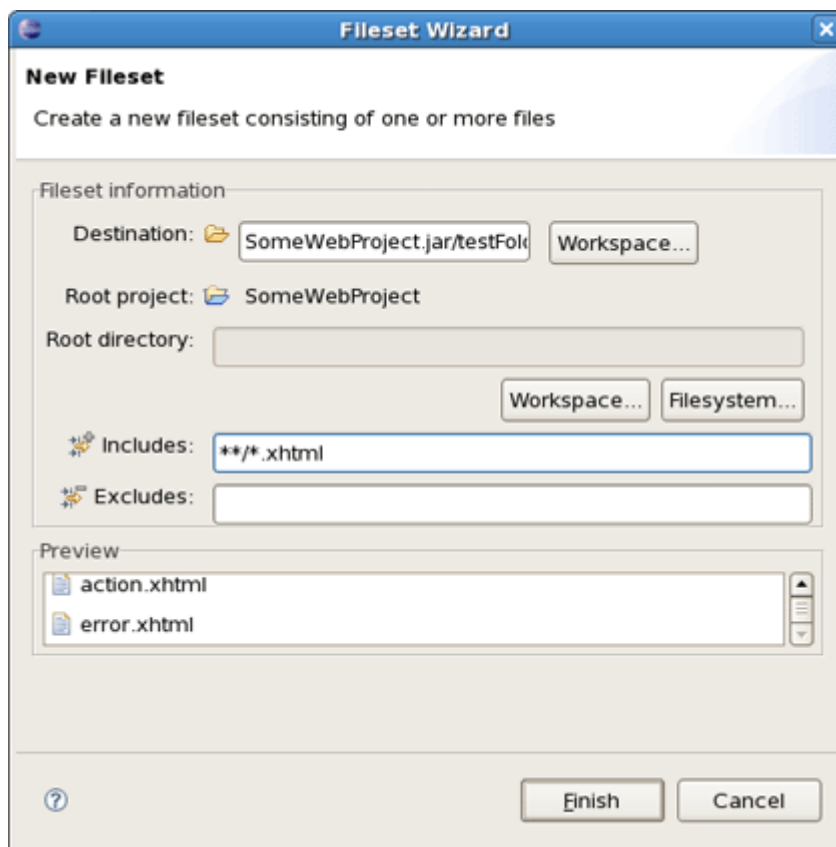 Fileset Wizard
New Fileset
Create a new fileset consisting of one or more files
Fileset information
Destination: SomeWebProject.jar/testFol Workspace...
Root project: SomeWebProject
Root directory:
Workspace... Filesystem...
Includes: **/*.xhtml
Excludes:
Preview
action.xhtml
error.xhtml
Finish Cancel